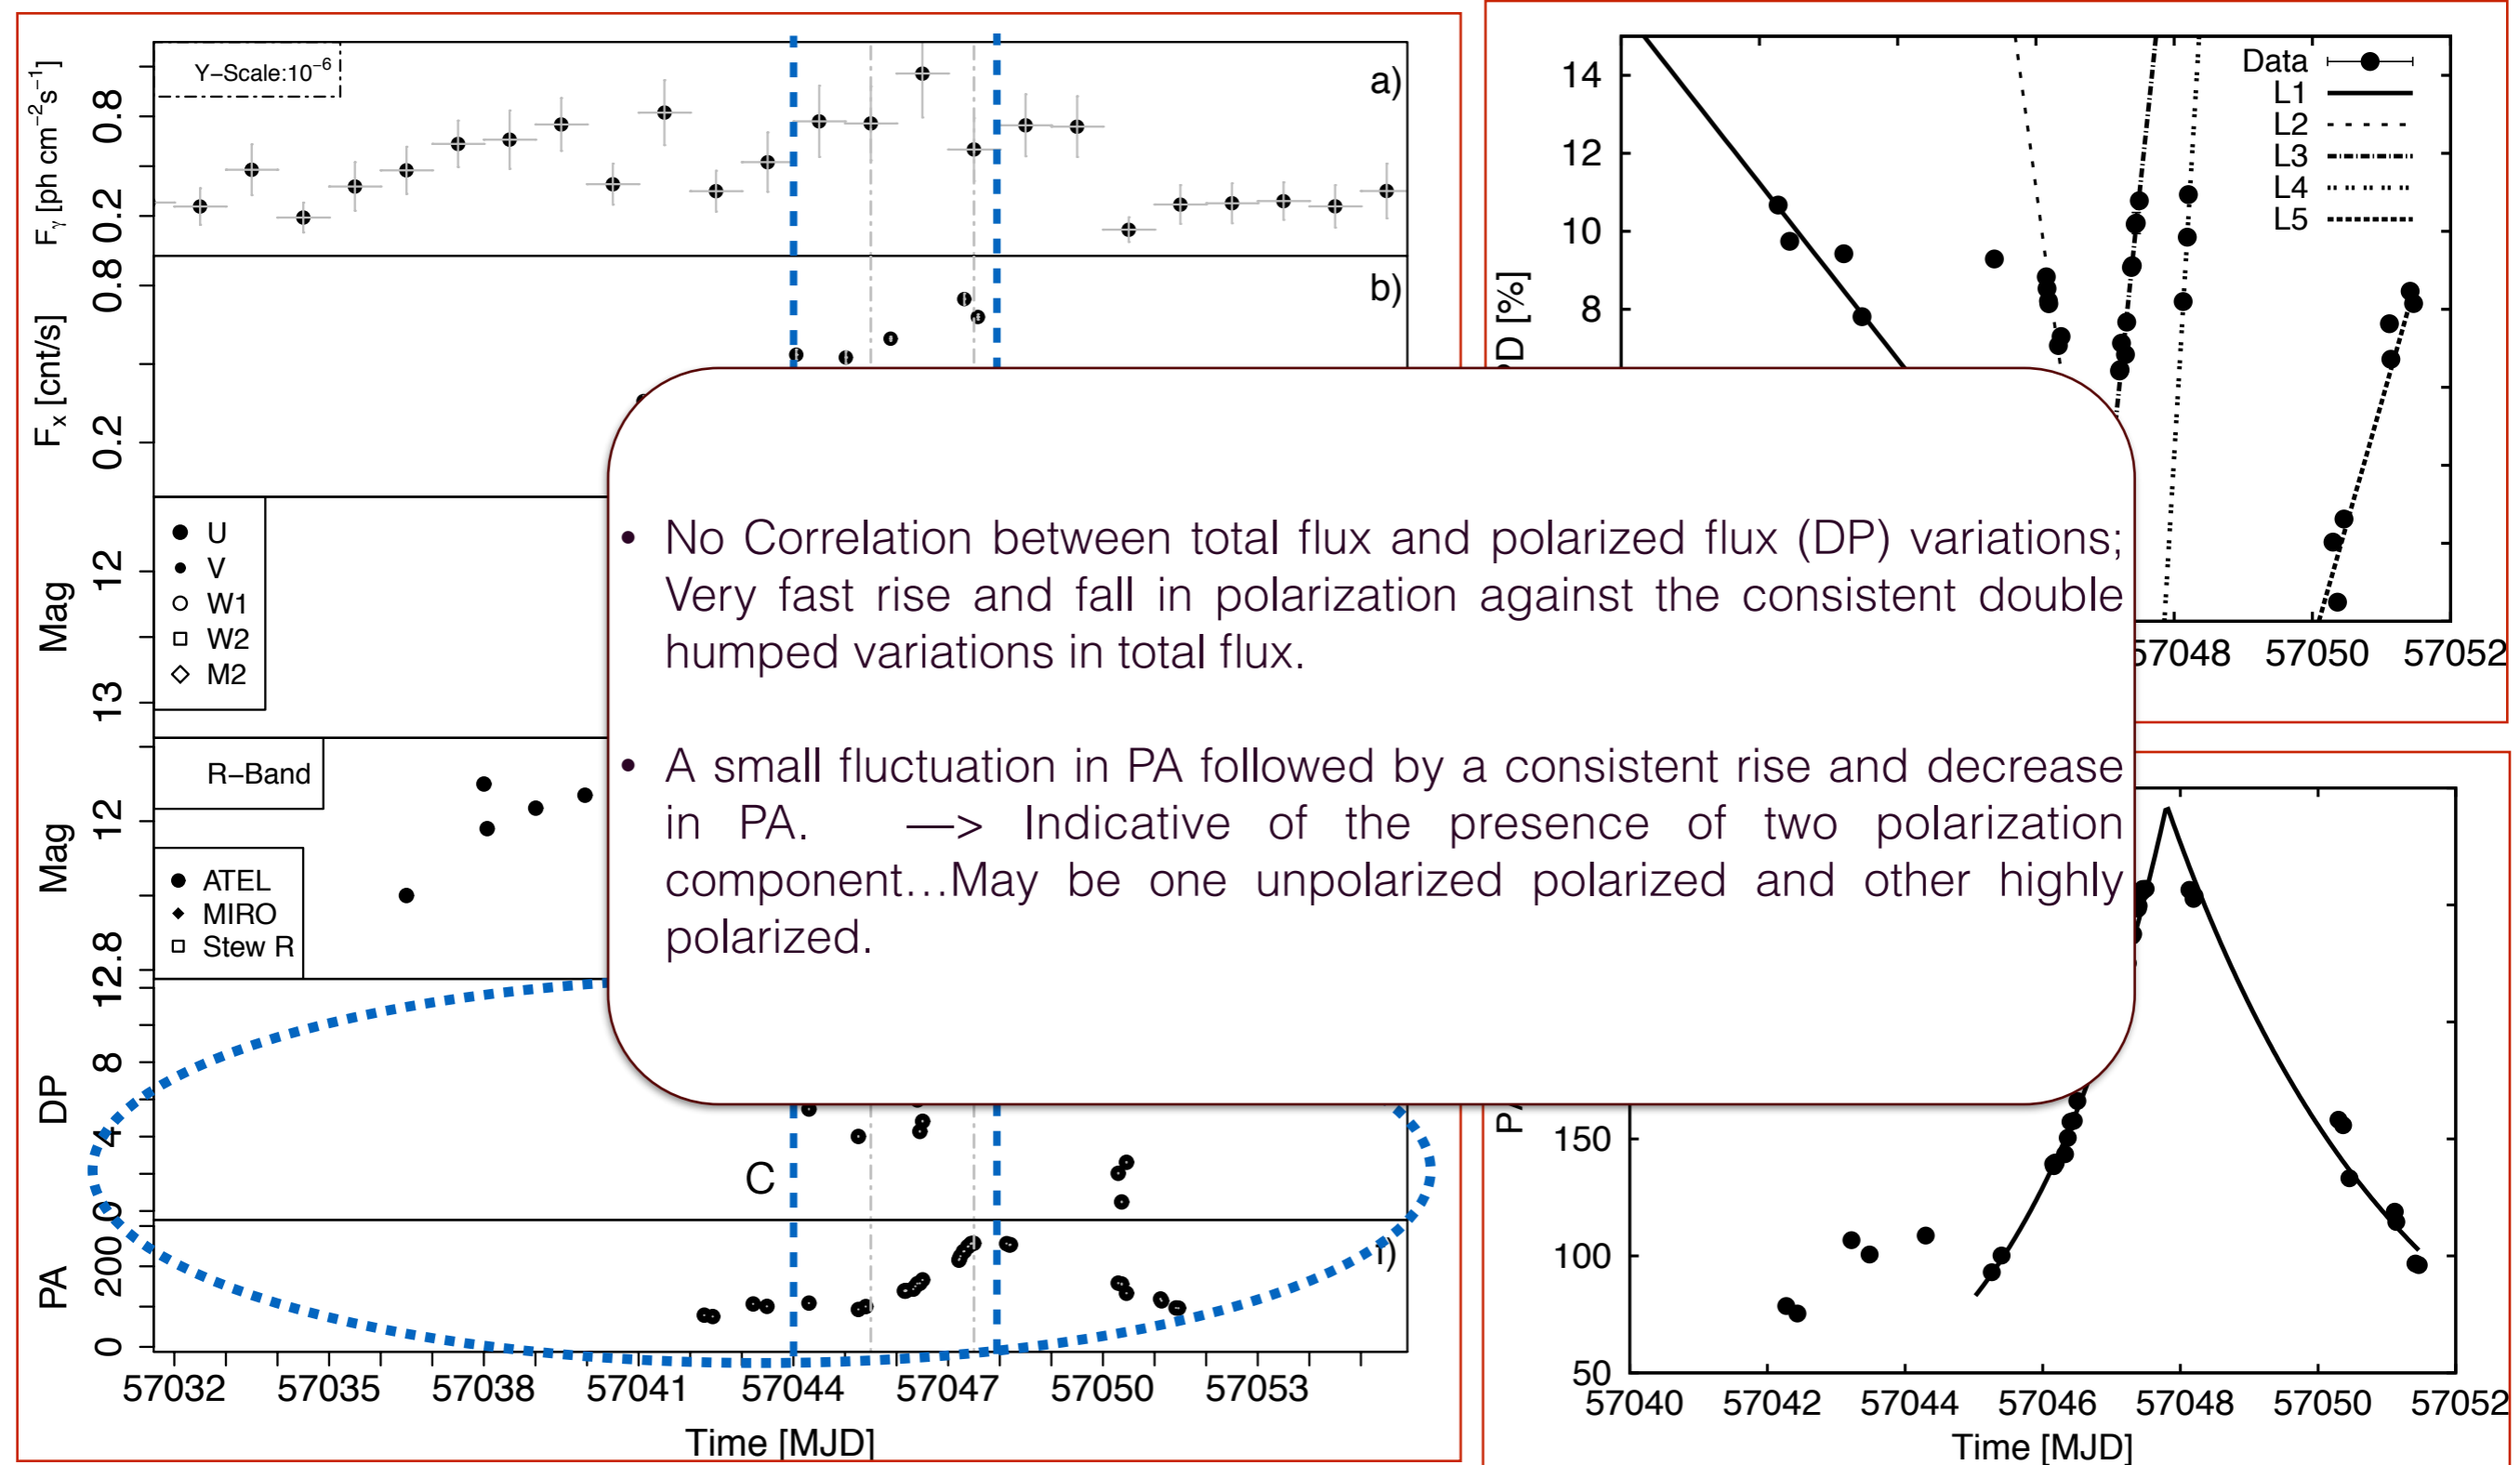 Y−Scale:10⁻⁶
a)
Fγ [ph cm⁻²s⁻¹]
0.8
0.2
b)
Fx [cnt/s]
0.8
0.2
U
V
W1
W2
M2
Mag
12
13
R−Band
ATEL
MIRO
Stew R
Mag
12
12.8
DP
8
4
0
C
PA
200
0
i)
57032 57035 57038 57041 57044 57047 57050 57053
Time [MJD]
Data
L1
L2
L3
L4
L5
14
12
10
8
D [%]
57048 57050 57052
• No Correlation between total flux and polarized flux (DP) variations;
Very fast rise and fall in polarization against the consistent double
humped variations in total flux.
• A small fluctuation in PA followed by a consistent rise and decrease
in PA. —> Indicative of the presence of two polarization
component...May be one unpolarized polarized and other highly
polarized.
150
100
50
57040 57042 57044 57046 57048 57050 57052
Time [MJD]